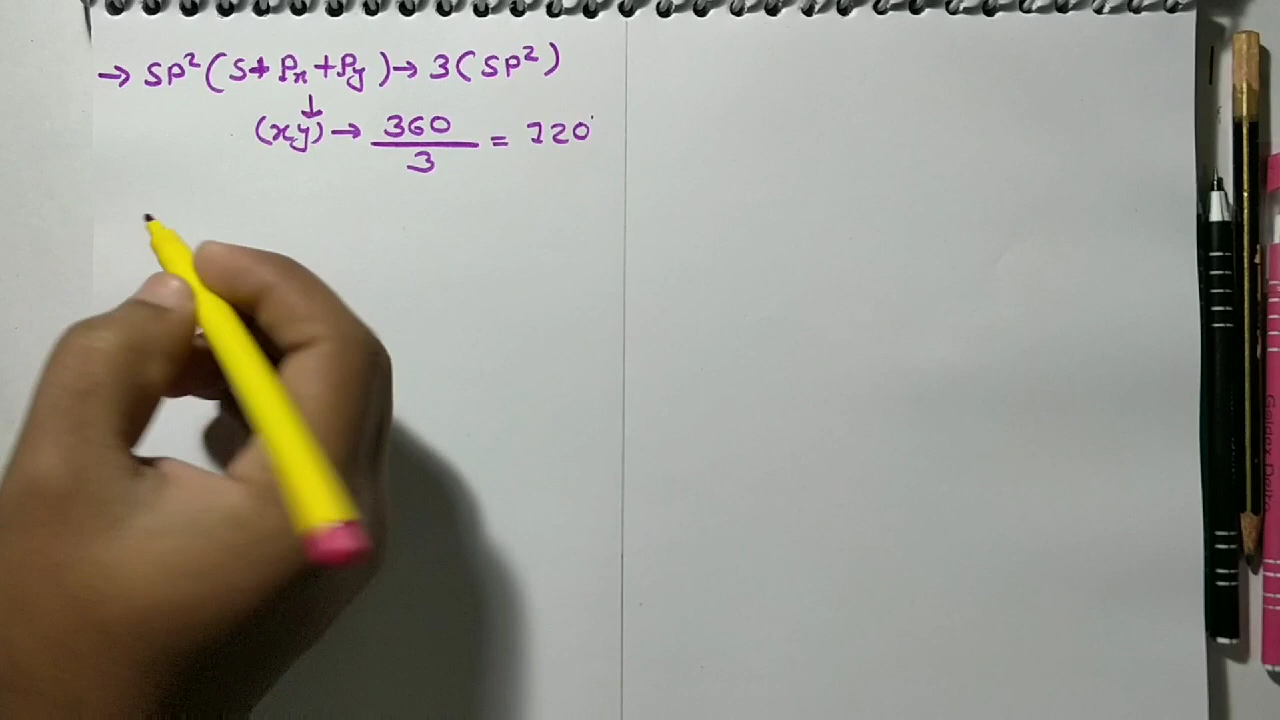 → SP²(S+Px+Py)→ 3(SP²)
↓
(xy)→ 360/3 = 120°